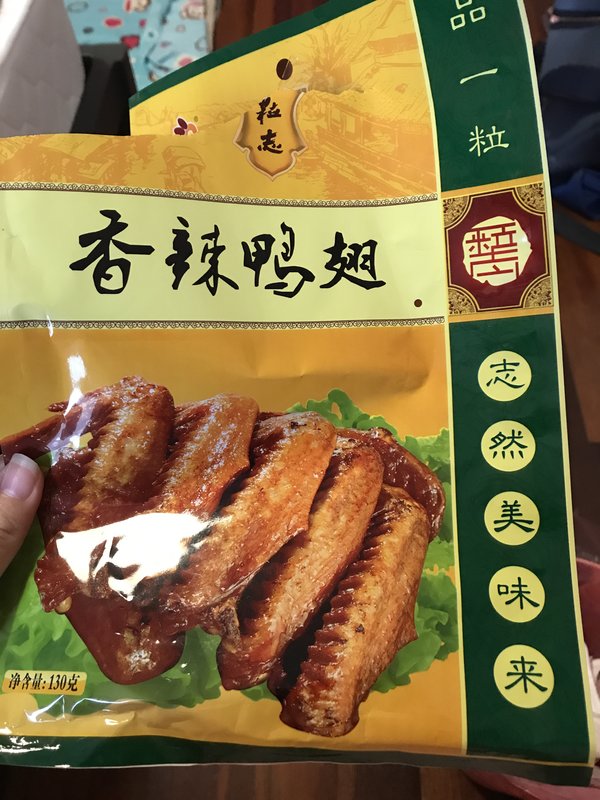 粒
志
香辣鸭翅
净含量:130克
品
一
粒
志
然
美
味
来